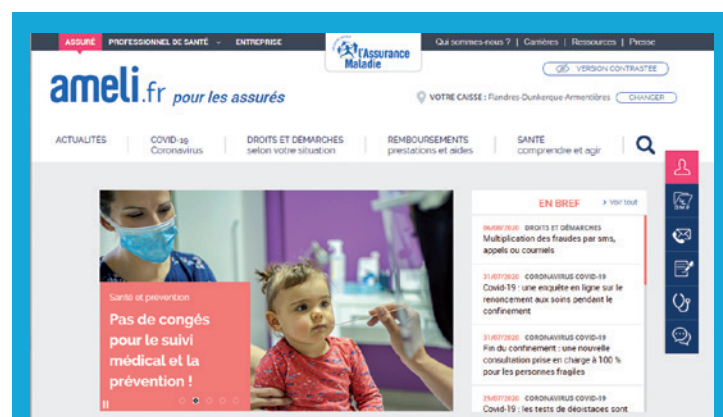 ASSURÉ PROFESSIONNEL DE SANTÉ ENTREPRISE
l'Assurance
Maladie
Qui sommes-nous ? | Carrières | Ressources | Presse
VERSION CONTRASTÉE
ameli.fr pour les assurés
VOTRE CAISSE : Flandres-Dunkerque-Armentières CHANGER
ACTUALITÉS
COVID-19
Coronavirus
DROITS ET DÉMARCHES
selon votre situation
REMBOURSEMENTS
prestations et aides
SANTÉ
comprendre et agir
DMP
Santé et prévention
Pas de congés
pour le suivi
médical et la
prévention !
EN BREF
Voir tout
06/08/2020 DROITS ET DÉMARCHES
Multiplication des fraudes par sms,
appels ou courriels
31/07/2020 CORONAVIRUS COVID-19
Covid-19 : une enquête en ligne sur le
renoncement aux soins pendant le
confinement
31/07/2020 CORONAVIRUS COVID-19
Fin du confinement : une nouvelle
consultation prise en charge à 100 %
pour les personnes fragiles
29/07/2020 CORONAVIRUS COVID-19
Covid-19 : les tests de dépistages sont